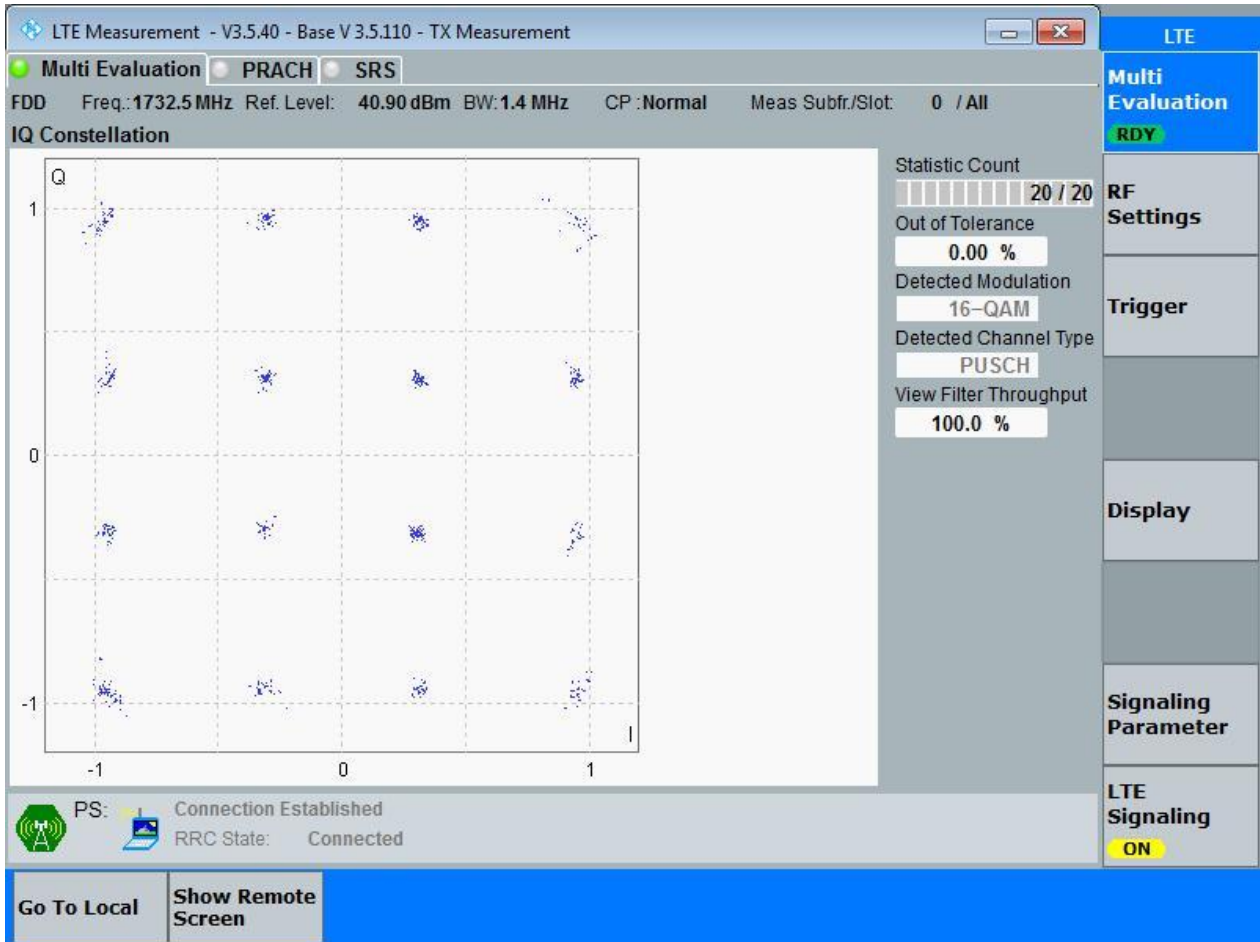 LTE Measurement - V3.5.40 - Base V 3.5.110 - TX Measurement
LTE
Multi Evaluation PRACH SRS
FDD Freq.: 1732.5 MHz Ref. Level: 40.90 dBm BW: 1.4 MHz CP : Normal Meas Subfr./Slot: 0 / All
IQ Constellation
Q
1
0
-1
I
-1 0 1
Statistic Count
20 / 20
Out of Tolerance
0.00 %
Detected Modulation
16-QAM
Detected Channel Type
PUSCH
View Filter Throughput
100.0 %
Multi
Evaluation
RDY
RF
Settings
Trigger
Display
Signaling
Parameter
LTE
Signaling
ON
PS: Connection Established
RRC State: Connected
Go To Local
Show Remote
Screen